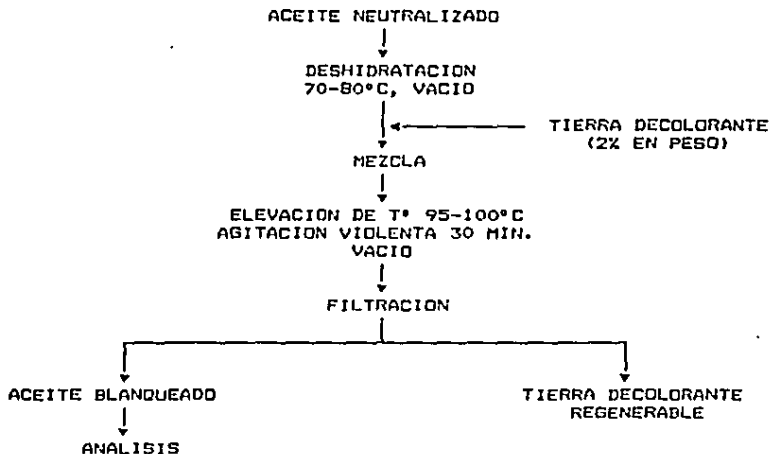 ACEITE NEUTRALIZADO
DESHIDRATACION
70-80°C, VACIO
TIERRA DECOLORANTE
(2% EN PESO)
MEZCLA
ELEVACION DE T° 95-100°C
AGITACION VIOLENTA 30 MIN.
VACIO
FILTRACION
ACEITE BLANQUEADO
TIERRA DECOLORANTE
REGENERABLE
ANALISIS